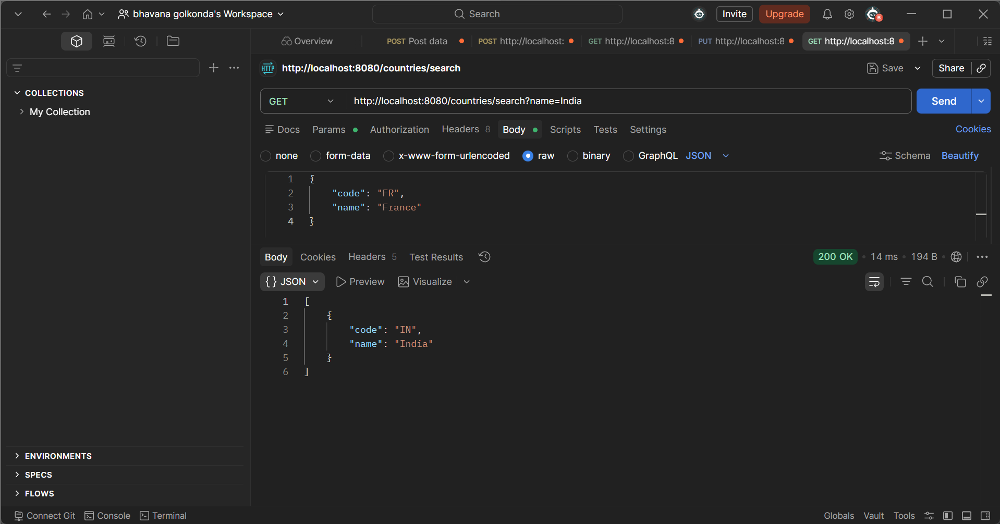 bhavana golkonda's Workspace
Search
Invite
Upgrade
B
Overview
POST Post data
POST http://localhost:
GET http://localhost:8
PUT http://localhost:8
GET http://localhost:8
COLLECTIONS
My Collection
HTTP http://localhost:8080/countries/search
Save
Share
GET http://localhost:8080/countries/search?name=India
Send
Docs Params Authorization Headers 8 Body Scripts Tests Settings
Cookies
none form-data x-www-form-urlencoded raw binary GraphQL JSON
Schema Beautify
1 {
2 "code": "FR",
3 "name": "France"
4 }
Body Cookies Headers 5 Test Results
200 OK • 14 ms • 194 B
{} JSON Preview Visualize
1 [
2 {
3 "code": "IN",
4 "name": "India"
5 }
6 ]
ENVIRONMENTS
SPECS
FLOWS
Connect Git Console Terminal
Globals Vault Tools